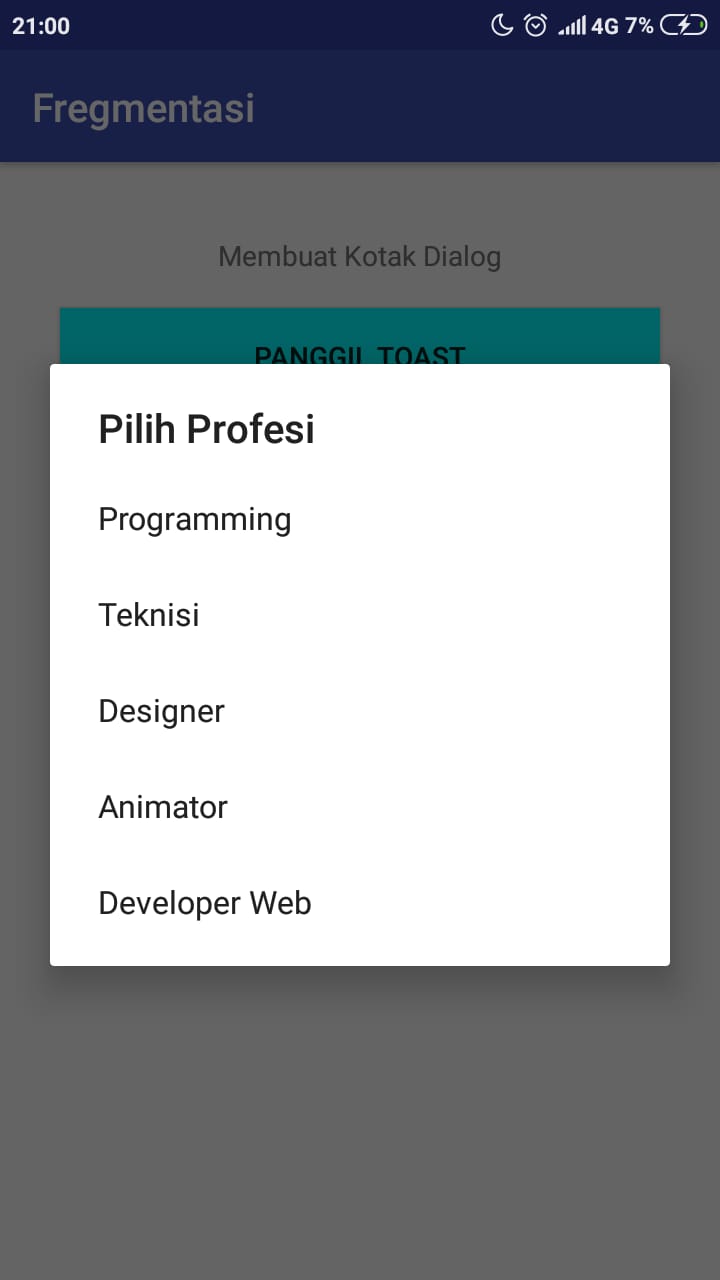 21:00 4G 7%
Fregmentasi
Membuat Kotak Dialog
PANGGIL TOAST
Pilih Profesi
Programming
Teknisi
Designer
Animator
Developer Web